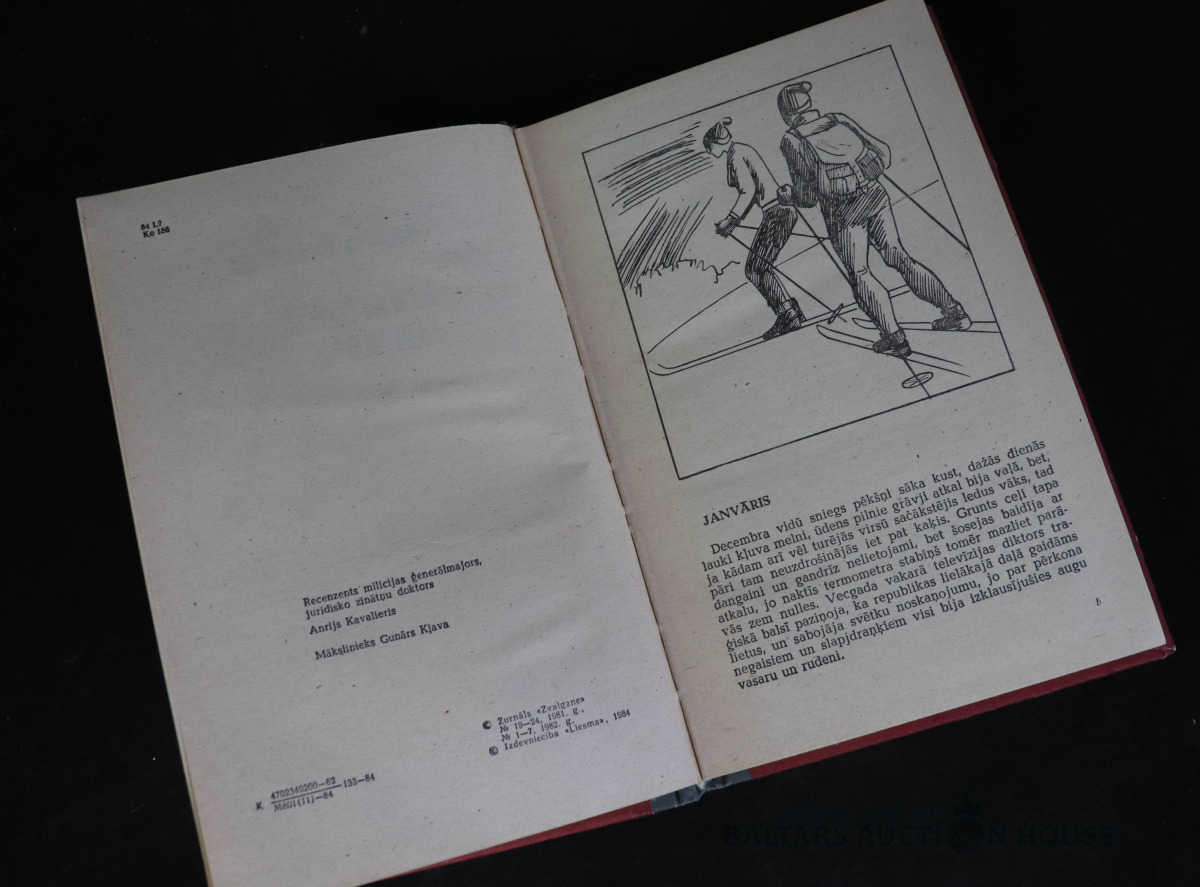 84 L7
Ko 186
Recenzents milicijas ģenerālmajors,
juridisko zinātņu doktors
Anrijs Kavalieris
Mākslinieks Gunārs Kļava
© Žurnāls «Zvaigzne»
№ 19—24, 1981. g.,
№ 1—7, 1982. g.
© Izdevniecība «Liesma», 1984
K 4702340200—62
M801(11)—84 133—84
JANVĀRIS
Decembra vidū sniegs pēkšņi sāka kust, dažās dienās
lauki kļuva melni, ūdens pilnie grāvji atkal bija vaļā, bet,
ja kādam arī vēl turējās virsū sačākstējis ledus vāks, tad
pāri tam neuzdrošinājās iet pat kaķis. Grunts ceļi tapa
dangaini un gandrīz nelietojami, bet šosejas baidīja ar
atkalu, jo naktīs termometra stabiņš tomēr mazliet parā-
vās zem nulles. Vecgada vakarā televīzijas diktors tra-
ģiskā balsī paziņoja, ka republikas lielākajā daļā gaidāms
lietus, un sabojāja svētku noskaņojumu, jo par pērkona
negaisiem un slapjdraņķiem visi bija izklausījušies augu
vasaru un rudeni.
BALTARS AUCTION HOUSE